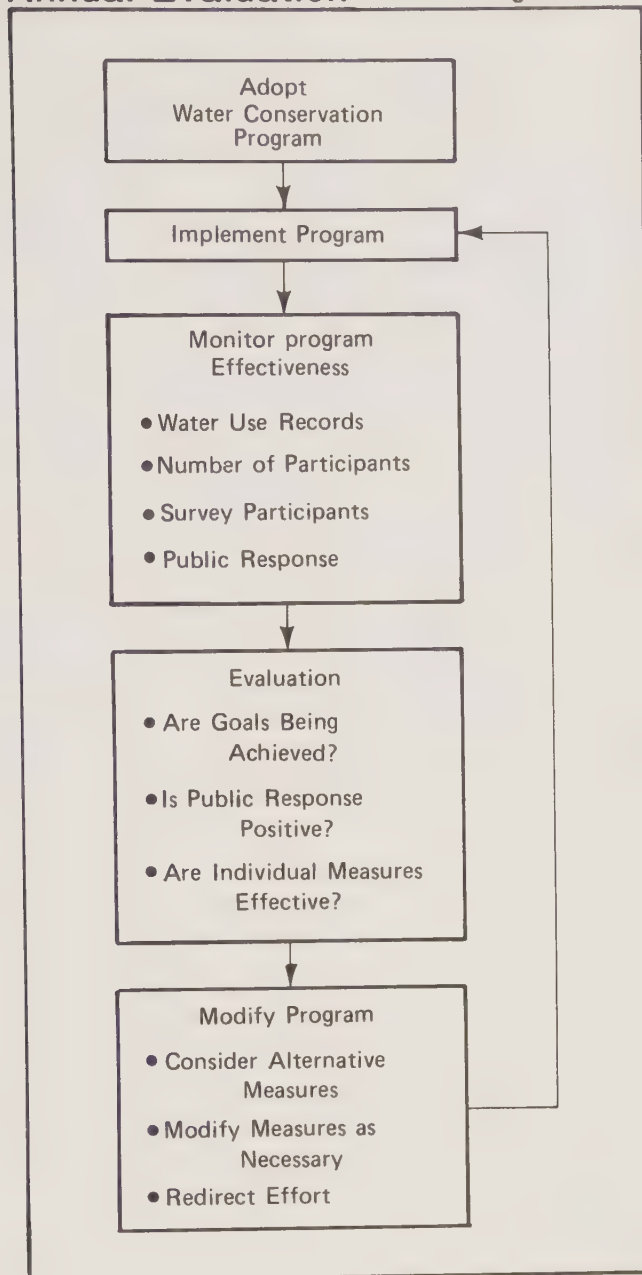 Annual Evaluation
Adopt
Water Conservation
Program
Implement Program
Monitor program
Effectiveness
• Water Use Records
• Number of Participants
• Survey Participants
• Public Response
Evaluation
• Are Goals Being
Achieved?
• Is Public Response
Positive?
• Are Individual Measures
Effective?
Modify Program
• Consider Alternative
Measures
• Modify Measures as
Necessary
• Redirect Effort